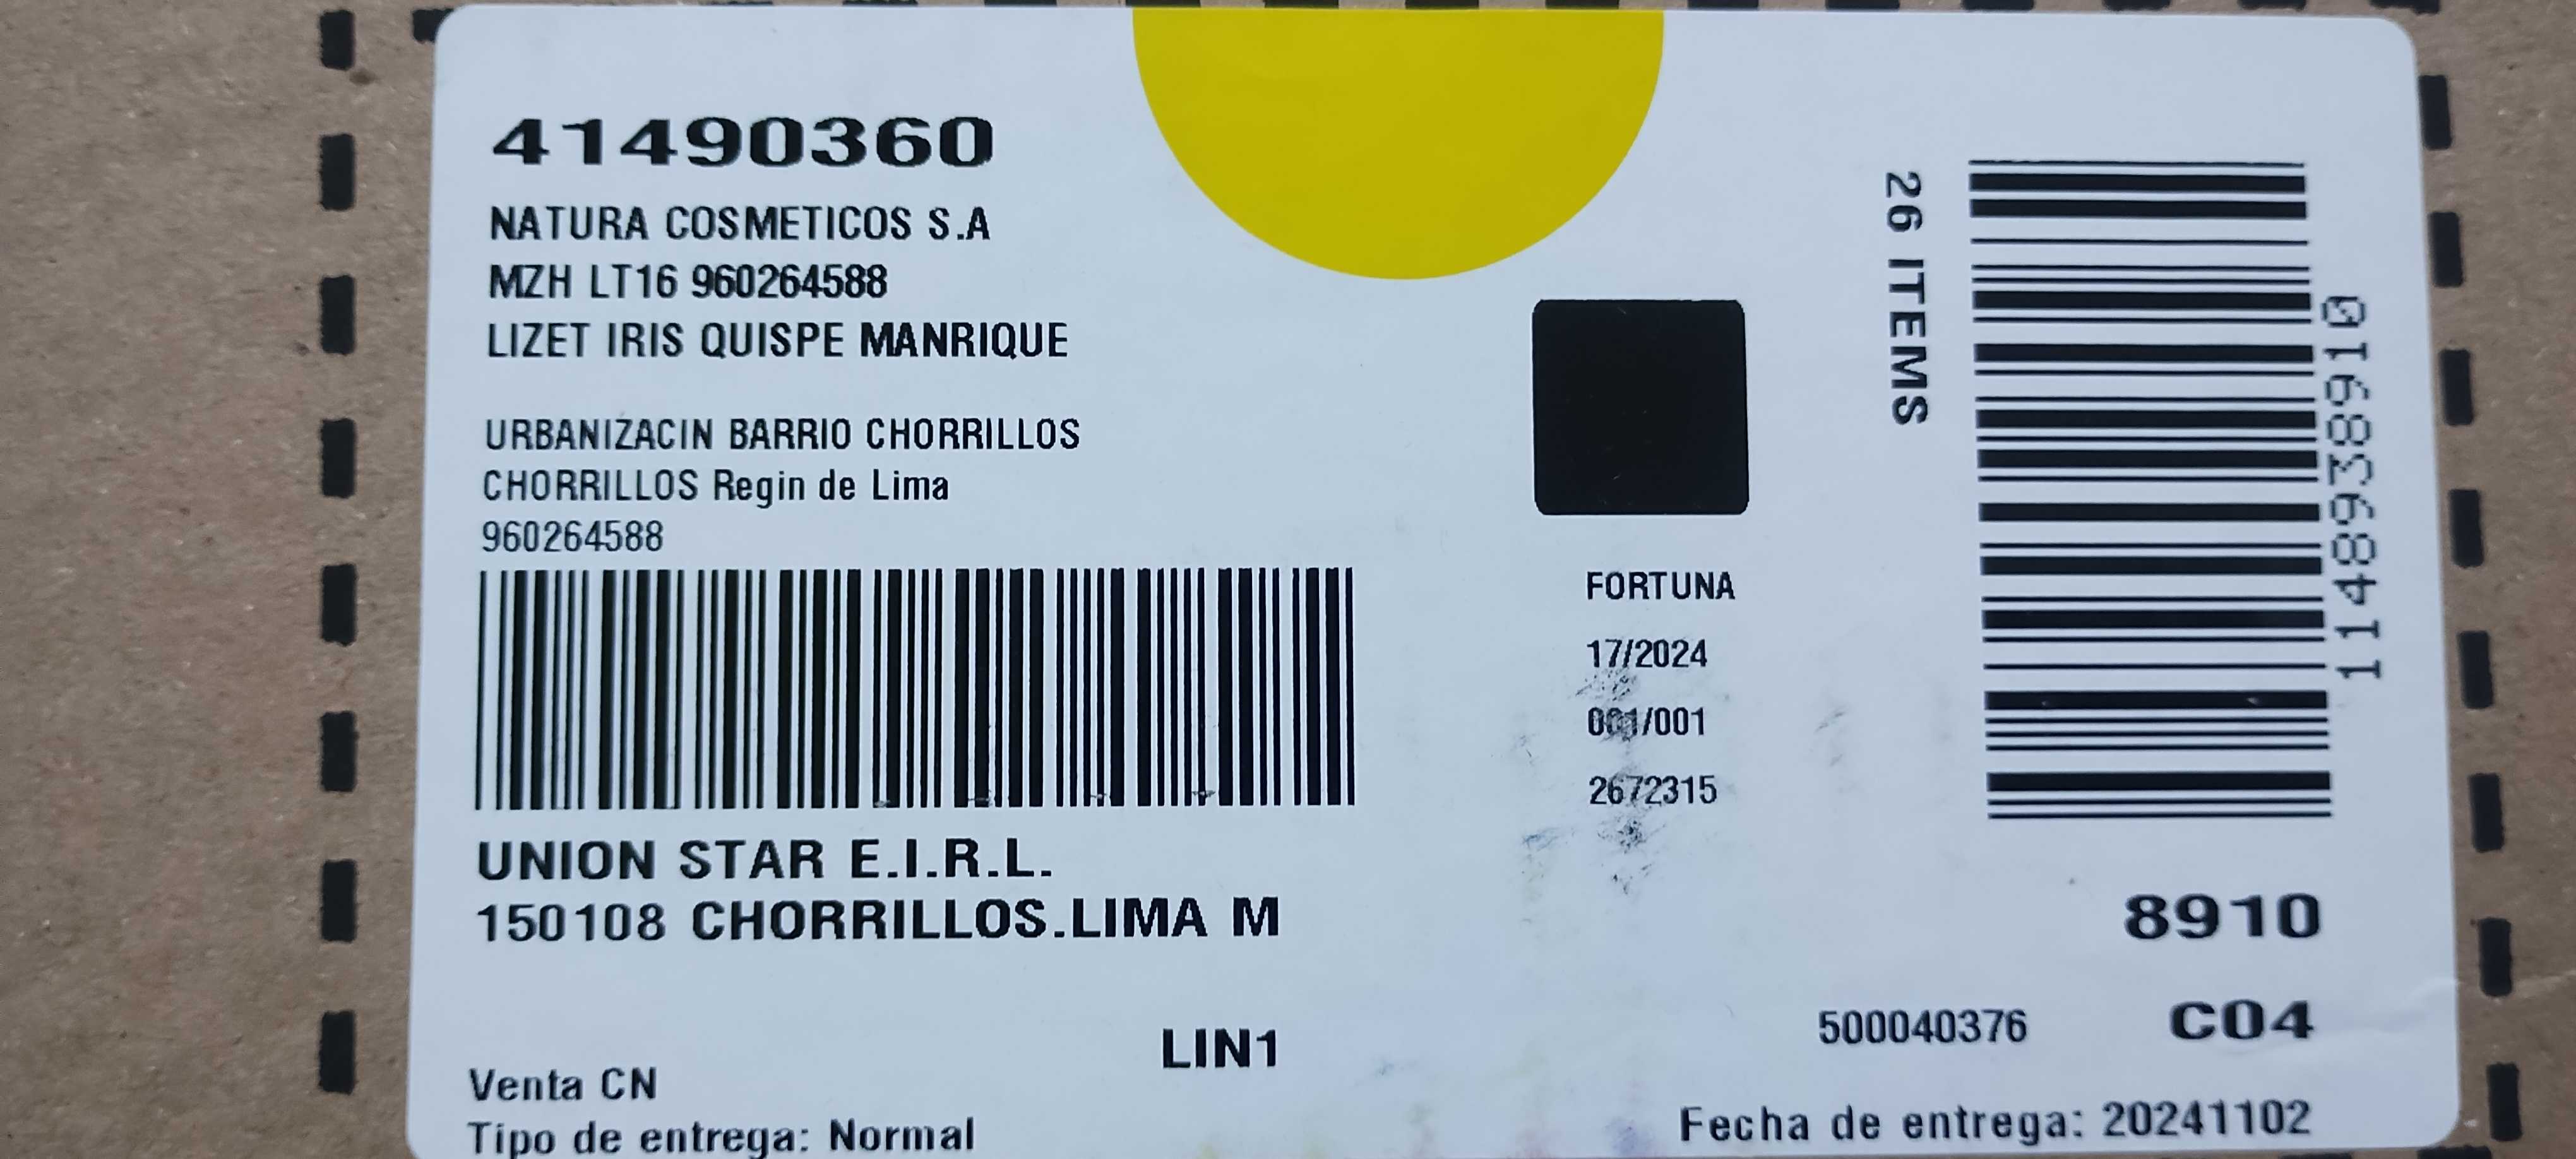 41490360
NATURA COSMETICOS S.A
MZH LT16 960264588
LIZET IRIS QUISPE MANRIQUE
URBANIZACIN BARRIO CHORRILLOS
CHORRILLOS Regin de Lima
960264588
UNION STAR E.I.R.L.
150108 CHORRILLOS.LIMA M
LIN1
Venta CN
Tipo de entrega: Normal
FORTUNA
17/2024
001/001
2672315
26 ITEMS
1148938910
8910
500040376 C04
Fecha de entrega: 20241102